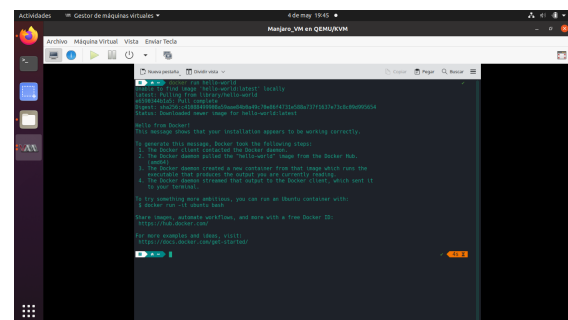 Actividades
Gestor de máquinas virtuales
4 de may 19:45
Manjaro_VM en QEMU/KVM
Archivo Máquina Virtual Vista Enviar Tecla
Nueva pestaña Dividir vista Copiar Pegar Buscar
docker run hello-world
Unable to find image 'hello-world:latest' locally
latest: Pulling from library/hello-world
Pull complete
Digest:
Status: Downloaded newer image for hello-world:latest
Hello from Docker!
This message shows that your installation appears to be working correctly.
To generate this message, Docker took the following steps:
1. The Docker client contacted the Docker daemon.
2. The Docker daemon pulled the "hello-world" image from the Docker Hub.
(amd64)
3. The Docker daemon created a new container from that image which runs the
executable that produces the output you are currently reading.
4. The Docker daemon streamed that output to the Docker client, which sent it
to your terminal.
To try something more ambitious, you can run an Ubuntu container with:
$ docker run -it ubuntu bash
Share images, automate workflows, and more with a free Docker ID:
https://hub.docker.com/
For more examples and ideas, visit:
https://docs.docker.com/get-started/